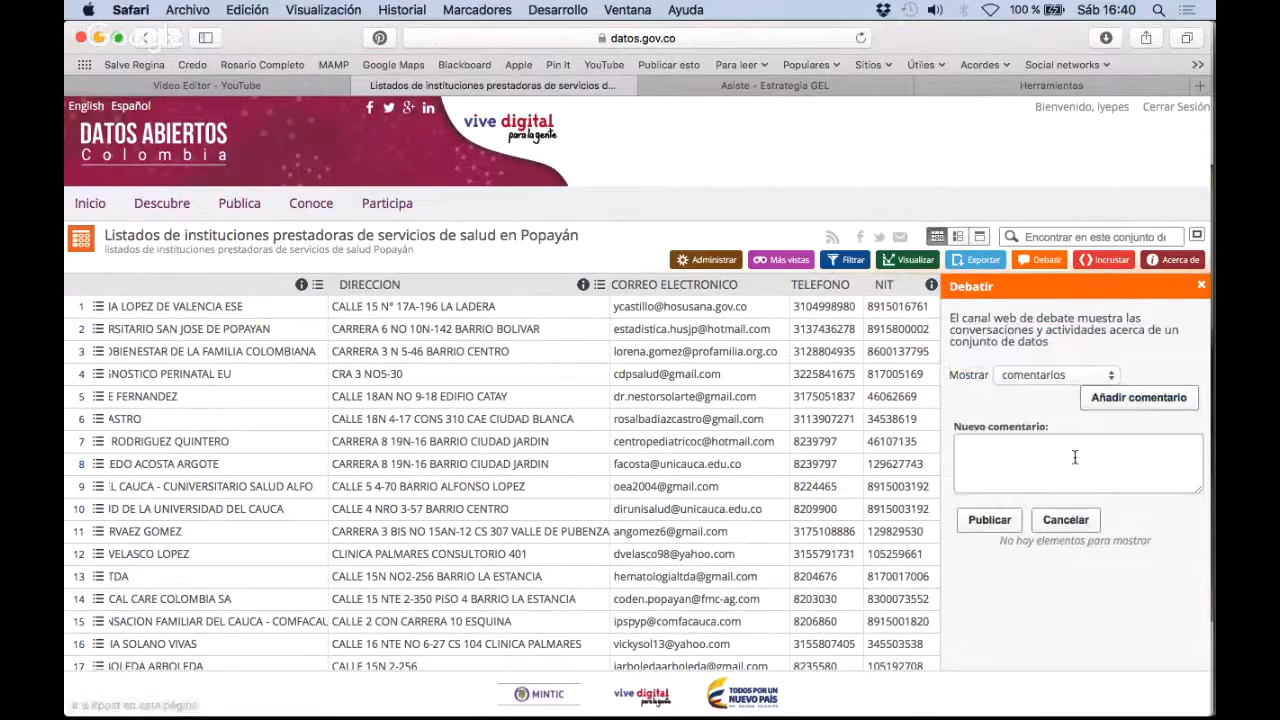 Safari Archivo Edición Visualización Historial Marcadores Desarrollo Ventana Ayuda 100 % Sáb 16:40
datos.gov.co
Salve Regina Credo Rosario Completo MAMP Google Maps Blackboard Apple Pin It YouTube Publicar esto Para leer Populares Sitios Útiles Acordes Social networks
Video Editor - YouTube Listados de instituciones prestadoras de servicios d... Asiste - Estrategia GEL Herramientas
English Español Bienvenido, iyepes Cerrar Sesión
DATOS ABIERTOS
Colombia
vive digital
para la gente
Inicio Descubre Publica Conoce Participa
Listados de instituciones prestadoras de servicios de salud en Popayán
listados de instituciones prestadoras de servicios de salud Popayán
Encontrar en este conjunto de
Administrar Más vistas Filtrar Visualizar Exportar Debatir Incrustar Acerca de
DIRECCION CORREO ELECTRONICO TELEFONO NIT
1 IA LOPEZ DE VALENCIA ESE CALLE 15 N° 17A-196 LA LADERA ycastillo@hosusana.gov.co 3104998980 8915016761
2 RSITARIO SAN JOSE DE POPAYAN CARRERA 6 NO 10N-142 BARRIO BOLIVAR estadistica.husjp@hotmail.com 3137436278 8915800002
3 OBIENESTAR DE LA FAMILIA COLOMBIANA CARRERA 3 N 5-46 BARRIO CENTRO lorena.gomez@profamilia.org.co 3128804935 8600137795
4 NOSTICO PERINATAL EU CRA 3 NO5-30 cdpsalud@gmail.com 3225841675 817005169
5 E FERNANDEZ CALLE 18AN NO 9-18 EDIFIO CATAY dr.nestorsolarte@gmail.com 3175051837 46062669
6 ASTRO CALLE 18N 4-17 CONS 310 CAE CIUDAD BLANCA rosalbadiazcastro@gmail.com 3113907271 34538619
7 RODRIGUEZ QUINTERO CARRERA 8 19N-16 BARRIO CIUDAD JARDIN centropediatricoc@hotmail.com 8239797 46107135
8 EDO ACOSTA ARGOTE CARRERA 8 19N-16 BARRIO CIUDAD JARDIN facosta@unicauca.edu.co 8239797 129627743
9 EL CAUCA - CUNIVERSITARIO SALUD ALFO CALLE 5 4-70 BARRIO ALFONSO LOPEZ oea2004@gmail.com 8224465 8915003192
10 ID DE LA UNIVERSIDAD DEL CAUCA CALLE 4 NRO 3-57 BARRIO CENTRO dirunisalud@unicauca.edu.co 8209900 8915003192
11 RVAEZ GOMEZ CARRERA 3 BIS NO 15AN-12 CS 307 VALLE DE PUBENZA angomez6@gmail.com 3175108886 129829530
12 VELASCO LOPEZ CLINICA PALMARES CONSULTORIO 401 dvelasco98@yahoo.com 3155791731 105259661
13 TDA CALLE 15N NO2-256 BARRIO LA ESTANCIA hematologialtda@gmail.com 8204676 8170017006
14 CAL CARE COLOMBIA SA CALLE 15 NTE 2-350 PISO 4 BARRIO LA ESTANCIA coden.popayan@fmc-ag.com 8203030 8300073552
15 NSACION FAMILIAR DEL CAUCA - COMFACAU CALLE 2 CON CARRERA 10 ESQUINA ipspyp@comfacauca.com 8206860 8915001820
16 IA SOLANO VIVAS CALLE 16 NTE NO 6-27 CS 104 CLINICA PALMARES vickysol13@yahoo.com 3155807405 345503538
17 IOLEDA ARBOLEDA CALLE 15N 2-256 jarboledaarboleda@gmail.com 8235580 105192708
Debatir
El canal web de debate muestra las
conversaciones y actividades acerca de un
conjunto de datos
Mostrar comentarios
Añadir comentario
Nuevo comentario:
Publicar Cancelar
No hay elementos para mostrar
MINTIC vive digital para la gente TODOS POR UN
NUEVO PAÍS